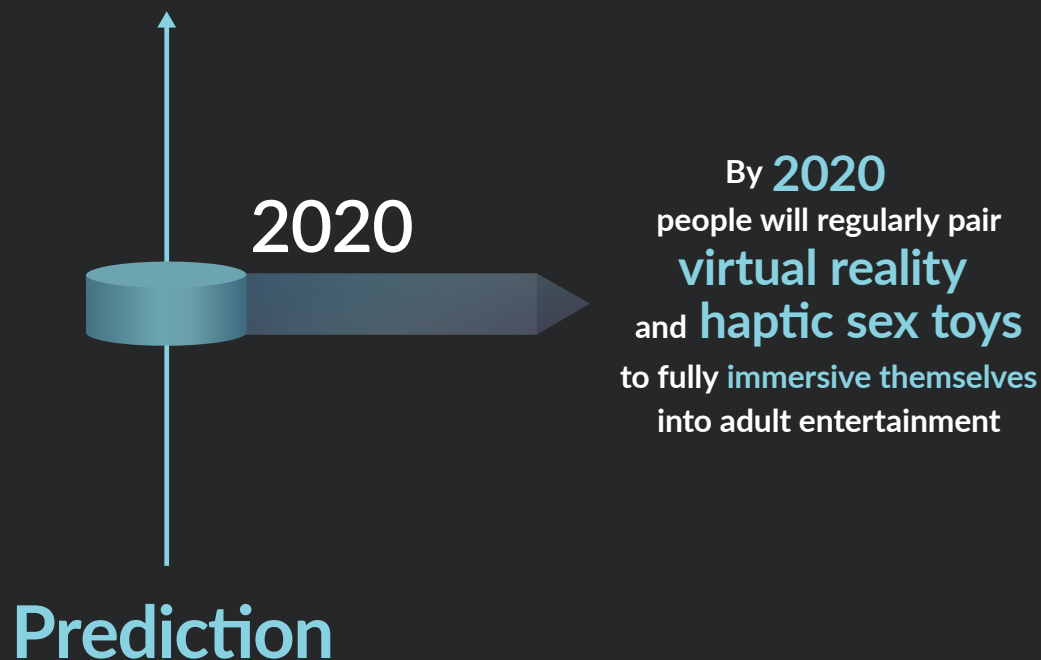 2020
By 2020
people will regularly pair
virtual reality
and haptic sex toys
to fully immersive themselves
into adult entertainment
Prediction